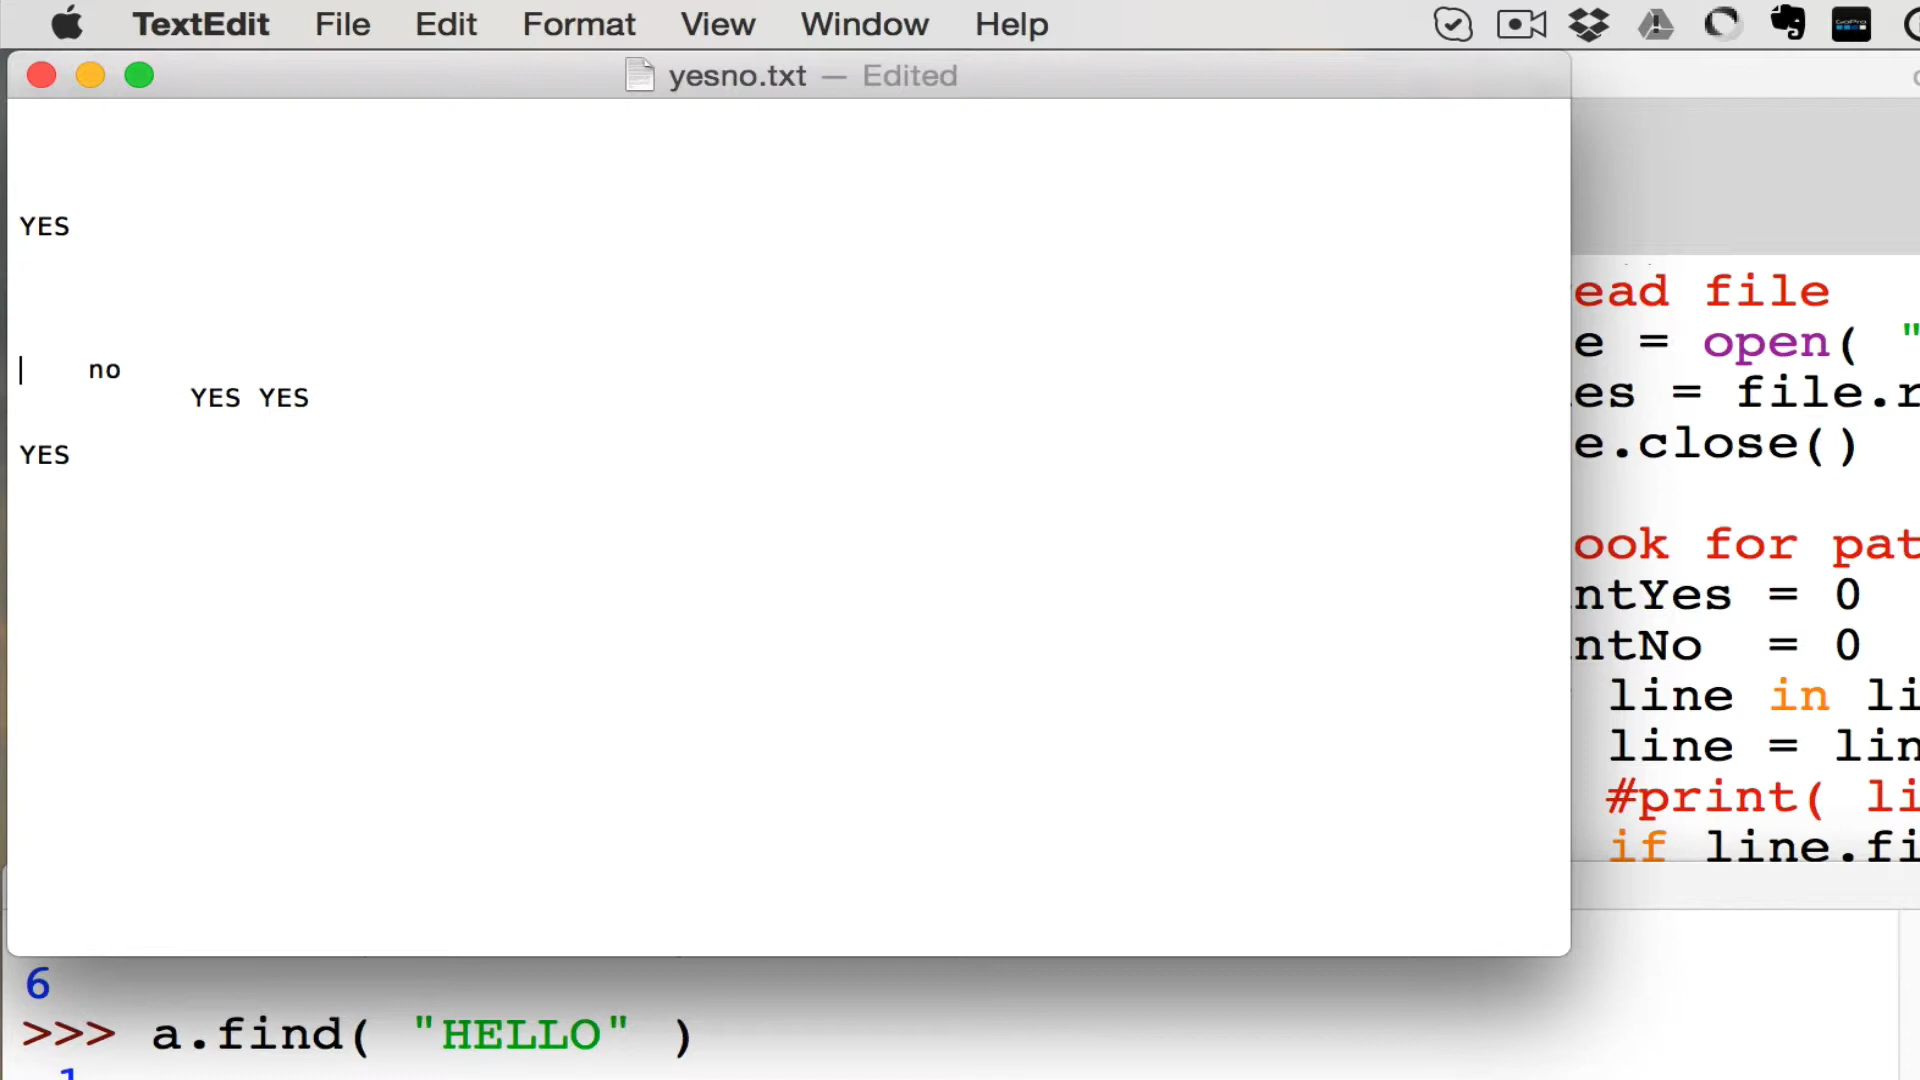 TextEdit File Edit Format View Window Help
yesno.txt — Edited
YES
no
YES YES
YES
ead file
e = open( "
es = file.r
e.close()
ook for pat
ntYes = 0
ntNo = 0
line in li
line = lin
#print( li
if line.fi
6
>>> a.find( "HELLO" )